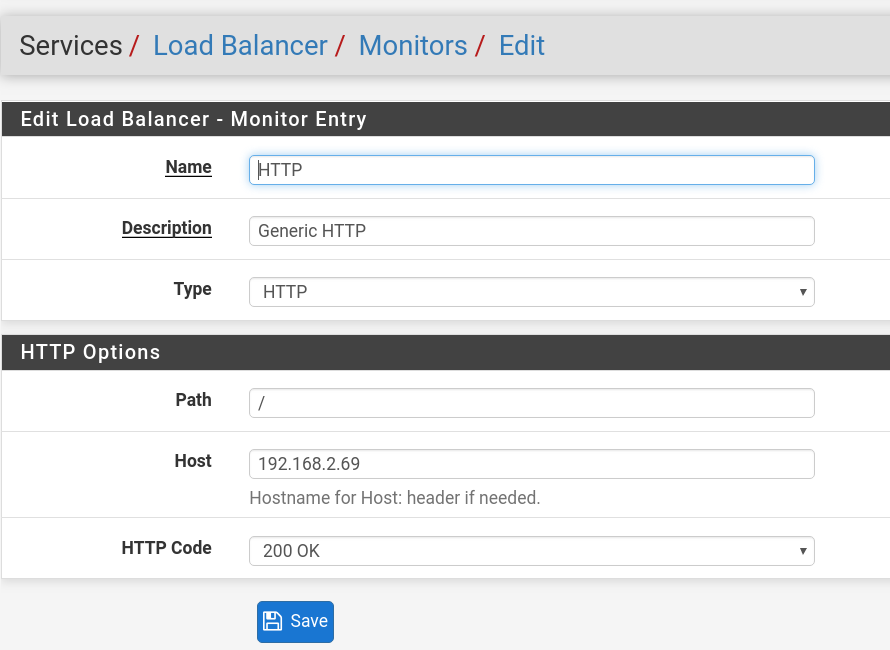 Services / Load Balancer / Monitors / Edit
Edit Load Balancer - Monitor Entry
Name HTTP
Description Generic HTTP
Type HTTP
HTTP Options
Path /
Host 192.168.2.69
Hostname for Host: header if needed.
HTTP Code 200 OK
Save